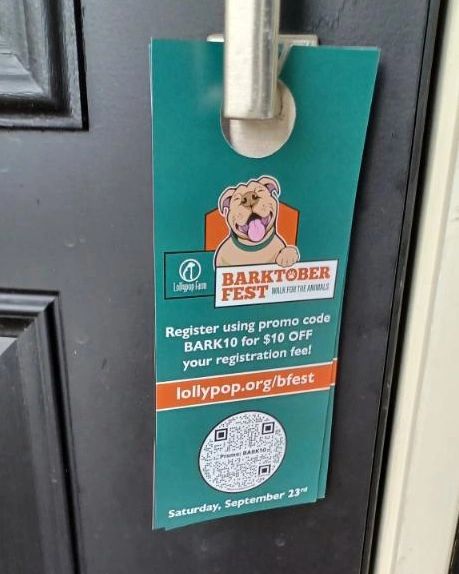 Lollypop Farm
BARKTOBER
FEST WALK FOR THE ANIMALS
Register using promo code
BARK10 for $10 OFF
your registration fee!
lollypop.org/bfest
Promo: BARK10
Saturday, September 23rd